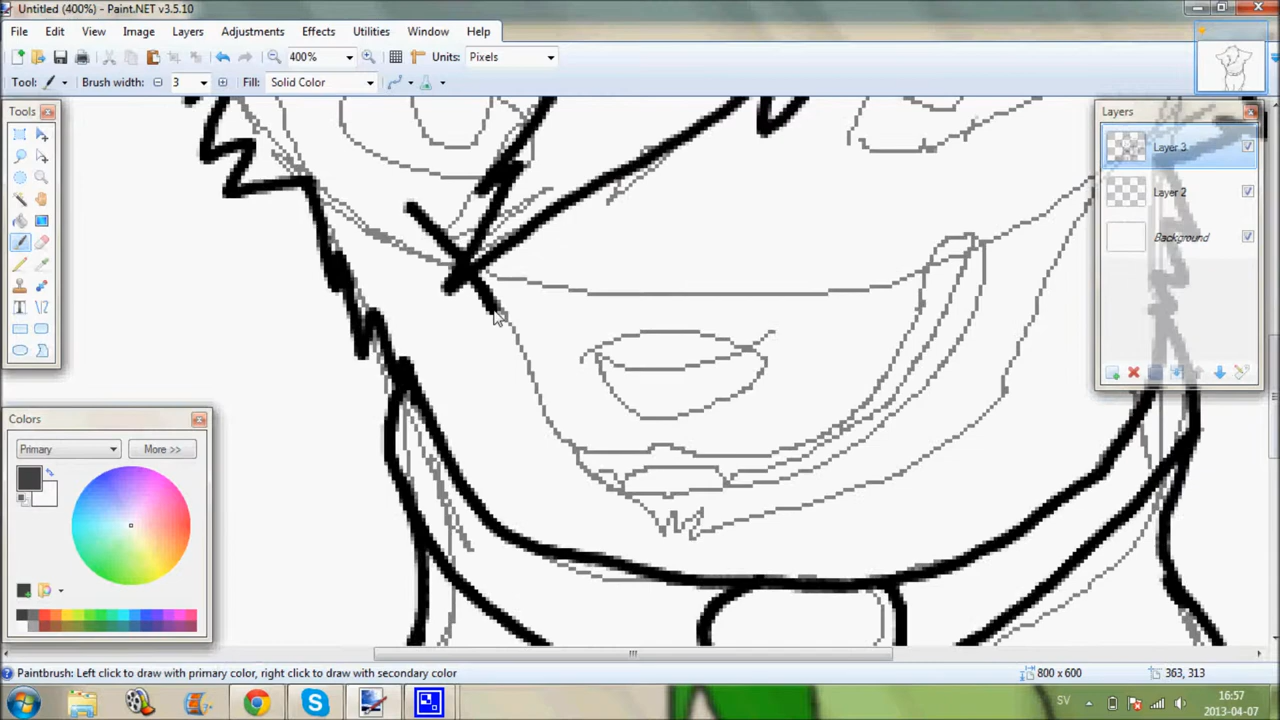 Untitled (400%) - Paint.NET v3.5.10
File Edit View Image Layers Adjustments Effects Utilities Window Help
400% Units: Pixels
Tool: Brush width: 3 Fill: Solid Color
Tools
Layers
Layer 3
Layer 2
Background
Colors
Primary More >>
Paintbrush: Left click to draw with primary color, right click to draw with secondary color 800 x 600 363, 313
SV 16:57
2013-04-07